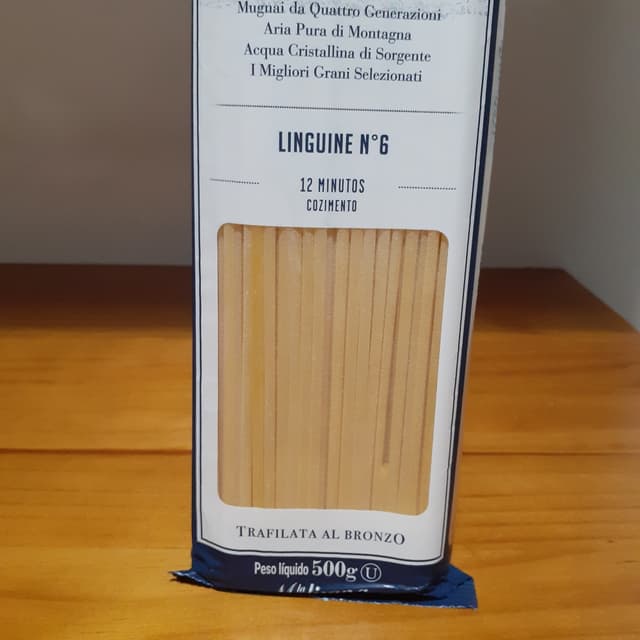 Mugnai da Quattro Generazioni
Aria Pura di Montagna
Acqua Cristallina di Sorgente
I Migliori Grani Selezionati
LINGUINE N°6
12 MINUTOS
COZIMENTO
TRAFILATA AL BRONZO
Peso líquido 500g U